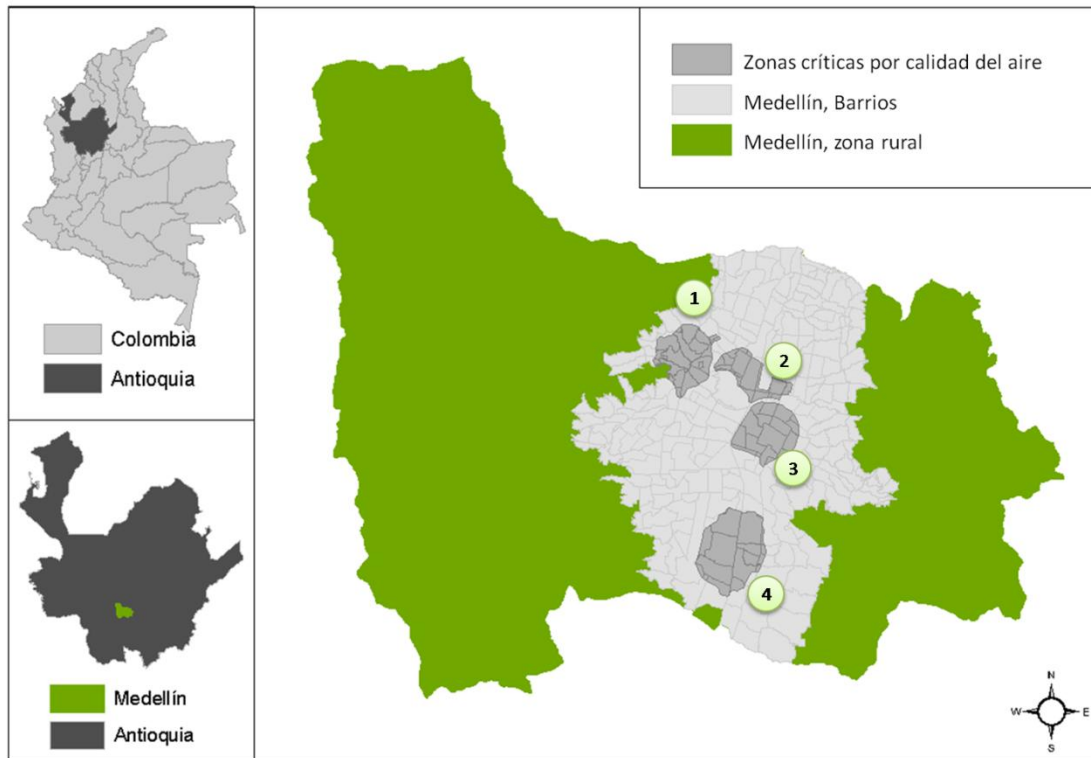 Colombia
Antioquia
Medellín
Antioquia
Zonas críticas por calidad del aire
Medellín, Barrios
Medellín, zona rural
1
2
3
4
N
W
E
S